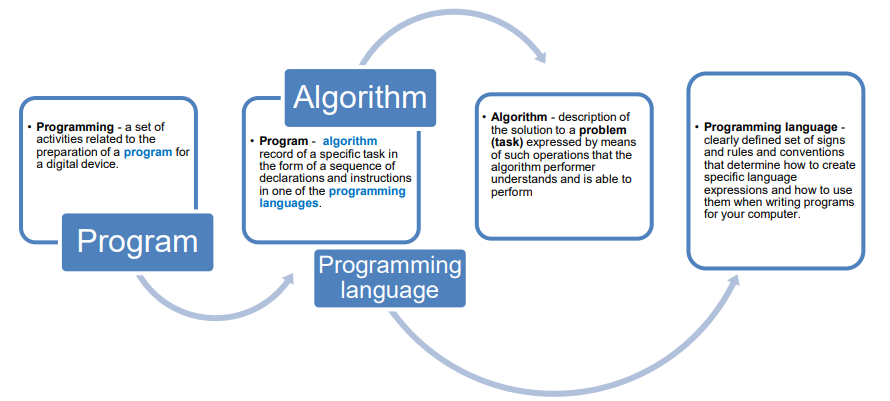 • Programming - a set of
activities related to the
preparation of a program for
a digital device.
Program
Algorithm
• Program - algorithm
record of a specific task in
the form of a sequence of
declarations and instructions
in one of the programming
languages.
Programming
language
• Algorithm - description of
the solution to a problem
(task) expressed by means
of such operations that the
algorithm performer
understands and is able to
perform
• Programming language -
clearly defined set of signs
and rules and conventions
that determine how to create
specific language
expressions and how to use
them when writing programs
for your computer.